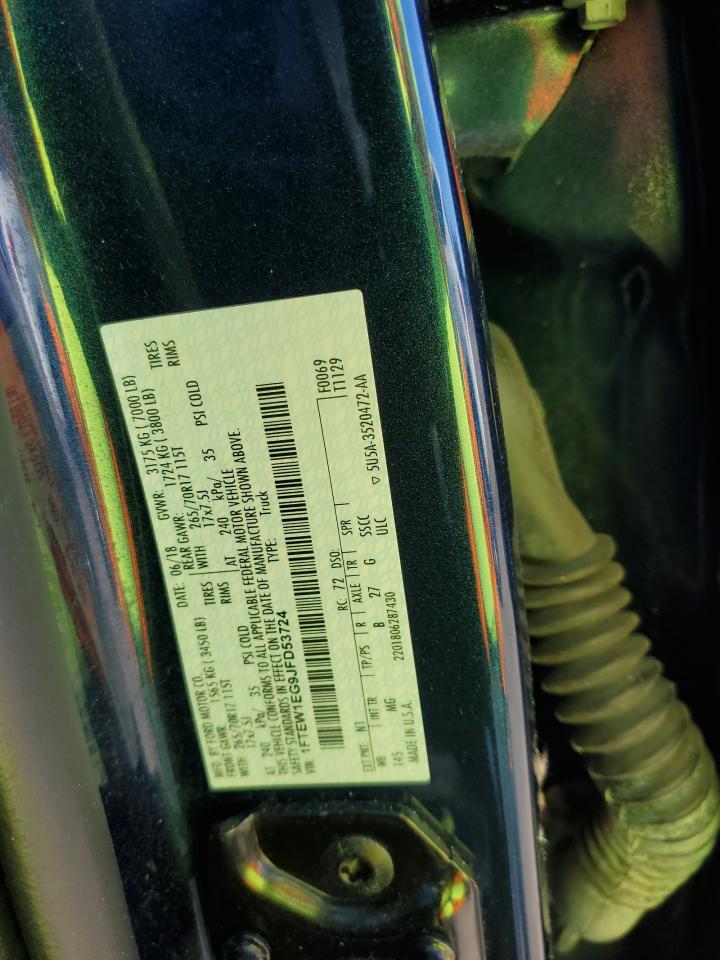 MFD. BY FORD MOTOR CO. DATE: 06/18 GVWR: 3175 KG ( 7000 LB)
FRONT GAWR: 1565 KG ( 3450 LB) REAR GAWR: 1724 KG ( 3800 LB)
WITH 265/70R17 115T TIRES WITH 265/70R17 115T TIRES
17x7.5J RIMS 17x7.5J RIMS
AT 240 kPa/ 35 PSI COLD AT 240 kPa/ 35 PSI COLD
THIS VEHICLE CONFORMS TO ALL APPLICABLE FEDERAL MOTOR VEHICLE
SAFETY STANDARDS IN EFFECT ON THE DATE OF MANUFACTURE SHOWN ABOVE.
VIN: 1FTEW1EG9JFD53724 TYPE: Truck
F0069
T1129
EXT PNT: N1 RC: 72 DSO:
WB INT TR TP/PS R AXLE TR SPR
145 MG B 27 G SSCC
ULC
MADE IN U.S.A. 2201806287430 ▽ 5U5A-3520472-AA